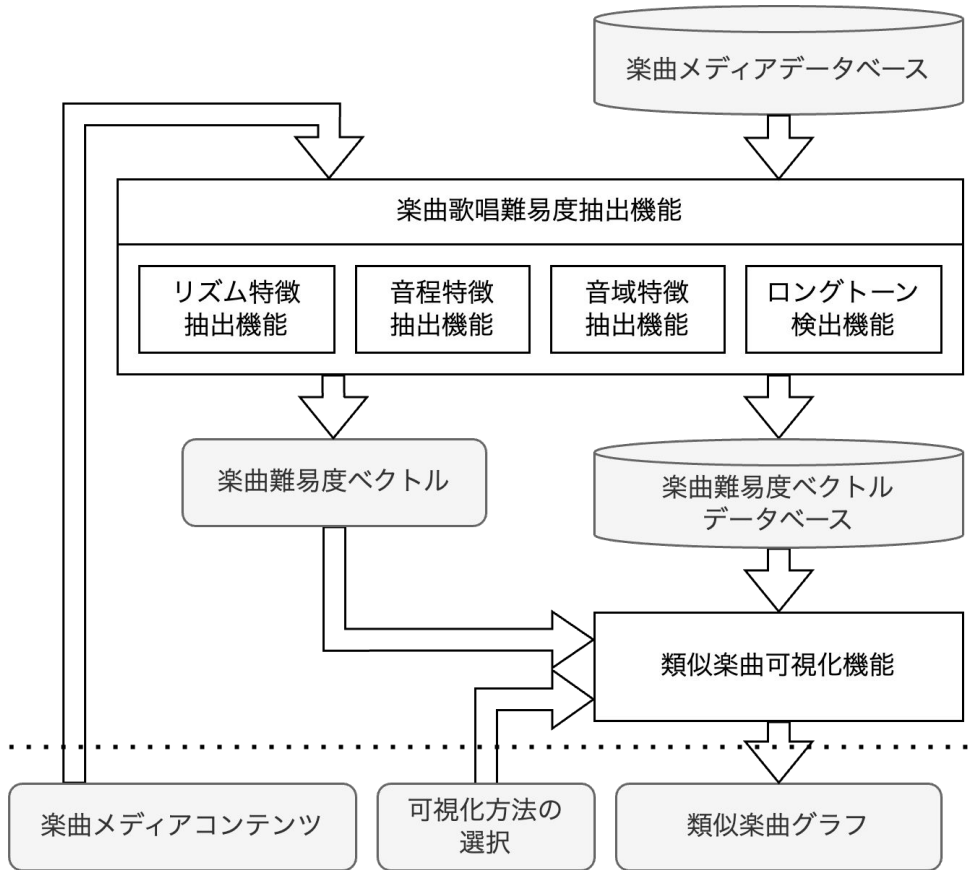 楽曲メディアデータベース
楽曲歌唱難易度抽出機能
リズム特徴
抽出機能
音程特徴
抽出機能
音域特徴
抽出機能
ロングトーン
検出機能
楽曲難易度ベクトル
楽曲難易度ベクトル
データベース
類似楽曲可視化機能
楽曲メディアコンテンツ
可視化方法の
選択
類似楽曲グラフ